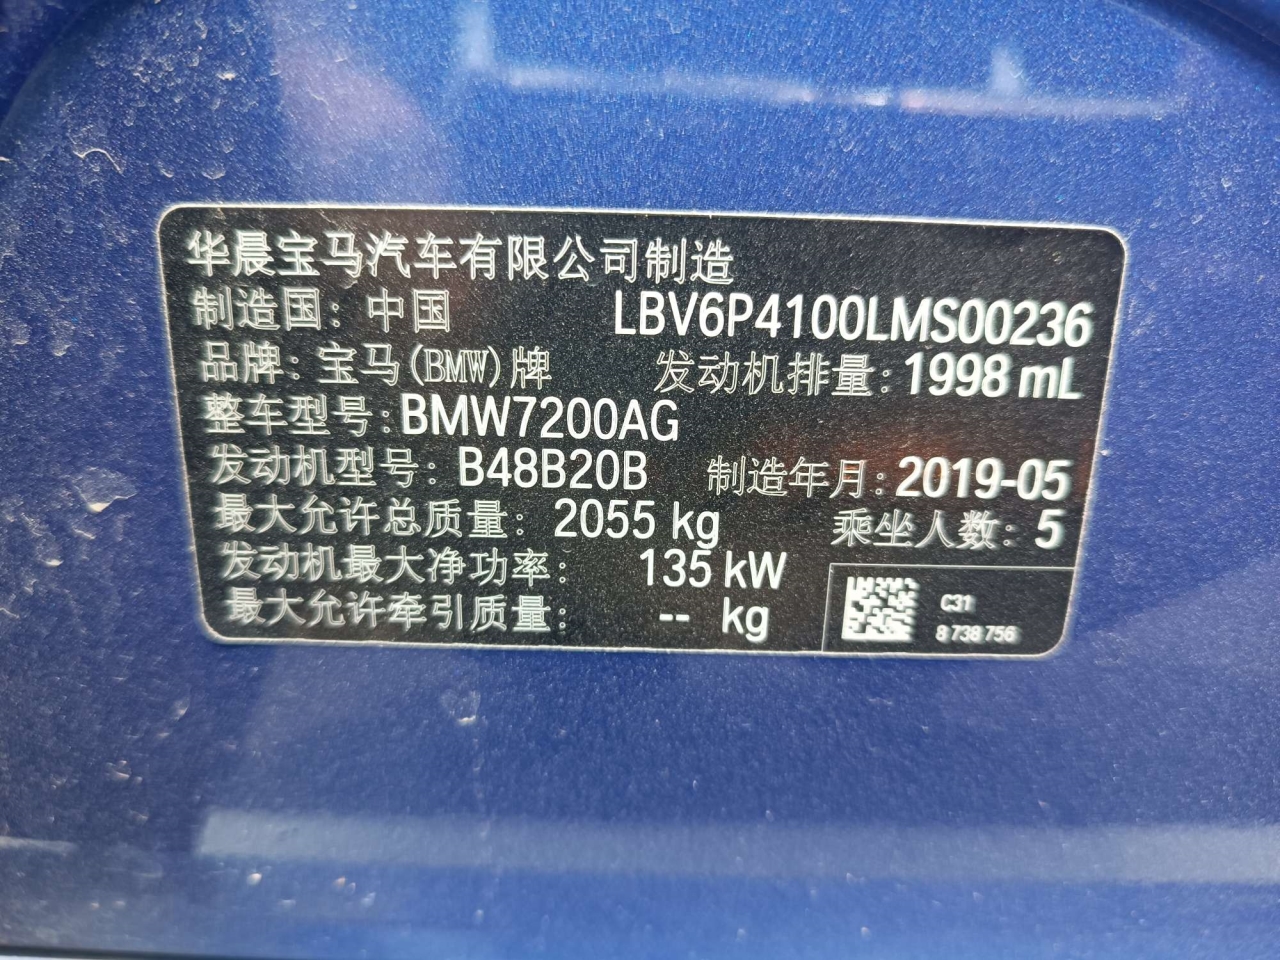 华晨宝马汽车有限公司制造
制造国：中国 LBV6P4100LMS00236
品牌：宝马(BMW)牌 发动机排量：1998 mL
整车型号：BMW7200AG
发动机型号：B48B20B 制造年月：2019-05
最大允许总质量：2055 kg 乘坐人数：5
发动机最大净功率：135 kW
最大允许牵引质量：-- kg
C31
8 738 756